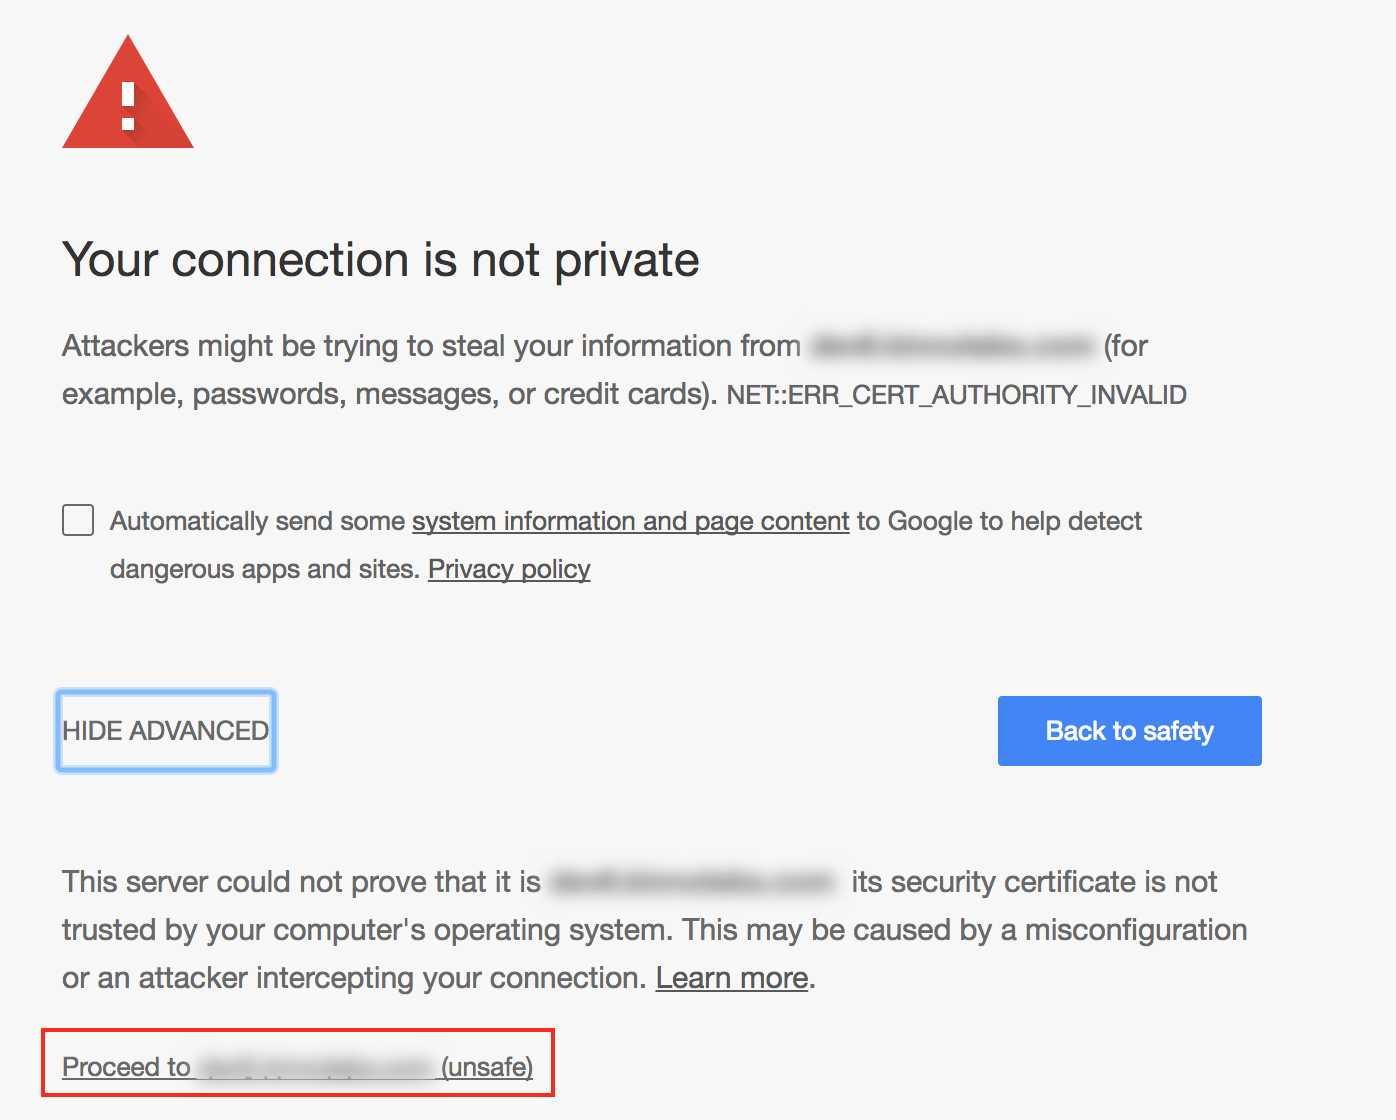 Your connection is not private
Attackers might be trying to steal your information from (for
example, passwords, messages, or credit cards). NET::ERR_CERT_AUTHORITY_INVALID
Automatically send some system information and page content to Google to help detect
dangerous apps and sites. Privacy policy
HIDE ADVANCED
Back to safety
This server could not prove that it is its security certificate is not
trusted by your computer's operating system. This may be caused by a misconfiguration
or an attacker intercepting your connection. Learn more.
Proceed to (unsafe)